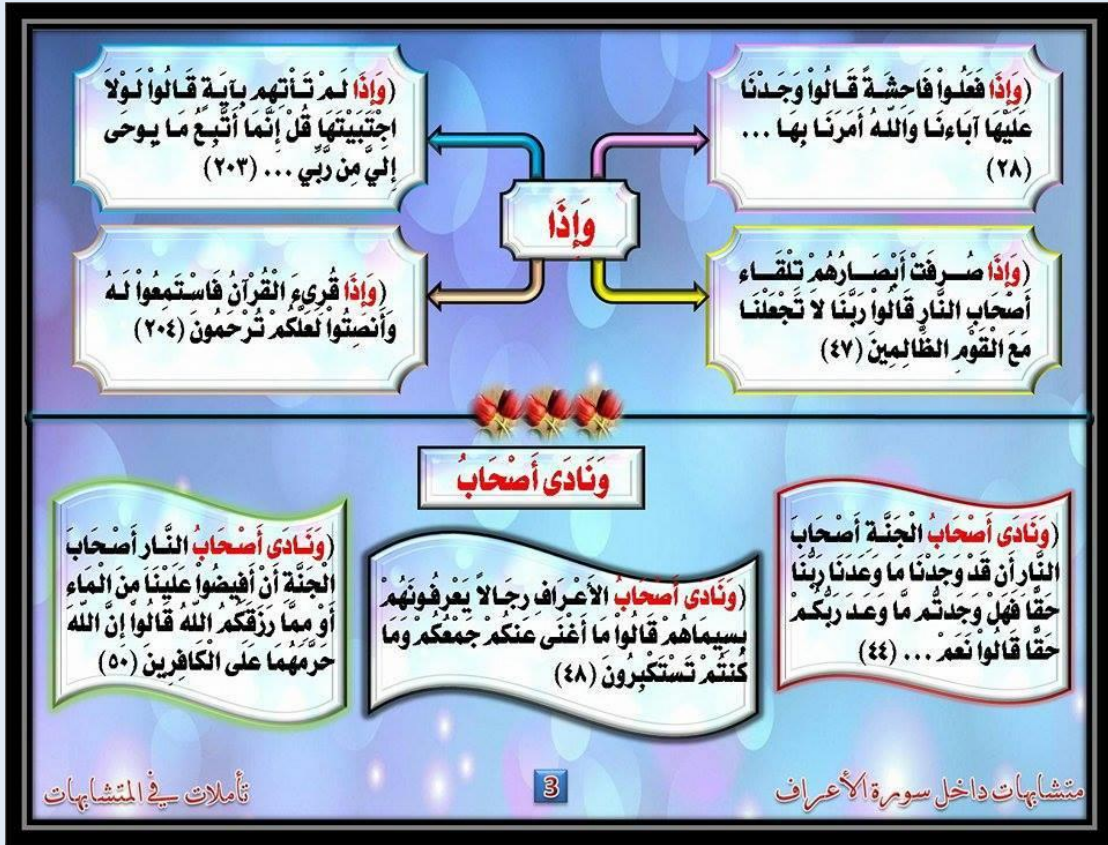 وَإِذَا
(وَإِذَا فَعَلُواْ فَاحِشَةً قَالُواْ وَجَدْنَا
عَلَيْهَا آبَاءنَا وَاللّهُ أَمَرَنَا بِهَا ...
(٢٨)
(وَإِذَا صُرِفَتْ أَبْصَارُهُمْ تِلْقَاء
أَصْحَابِ النَّارِ قَالُواْ رَبَّنَا لاَ تَجْعَلْنَا
مَعَ الْقَوْمِ الظَّالِمِينَ (٤٧)
(وَإِذَا لَمْ تَأْتِهِم بِآيَةٍ قَالُواْ لَوْلاَ
اجْتَبَيْتَهَا قُلْ إِنَّمَا أَتَّبِعُ مَا يُوحَى
إِلَيَّ مِن رَّبِّي ... (٢٠٣)
(وَإِذَا قُرِىءَ الْقُرْآنُ فَاسْتَمِعُواْ لَهُ
وَأَنصِتُواْ لَعَلَّكُمْ تُرْحَمُونَ (٢٠٤)
وَنَادَى أَصْحَابُ
(وَنَادَى أَصْحَابُ الْجَنَّةِ أَصْحَابَ
النَّارِ أَن قَدْ وَجَدْنَا مَا وَعَدَنَا رَبُّنَا
حَقّاً فَهَلْ وَجَدتُّم مَّا وَعَدَ رَبُّكُمْ
حَقّاً قَالُواْ نَعَمْ ... (٤٤)
(وَنَادَى أَصْحَابُ الأَعْرَافِ رِجَالاً يَعْرِفُونَهُمْ
بِسِيمَاهُمْ قَالُواْ مَا أَغْنَى عَنكُمْ جَمْعُكُمْ وَمَا
كُنتُمْ تَسْتَكْبِرُونَ (٤٨)
(وَنَادَى أَصْحَابُ النَّارِ أَصْحَابَ
الْجَنَّةِ أَنْ أَفِيضُواْ عَلَيْنَا مِنَ الْمَاء
أَوْ مِمَّا رَزَقَكُمُ اللّهُ قَالُواْ إِنَّ اللّهَ
حَرَّمَهُمَا عَلَى الْكَافِرِينَ (٥٠)
متشابهات داخل سورة الأعراف
3
تأملات في المتشابهات